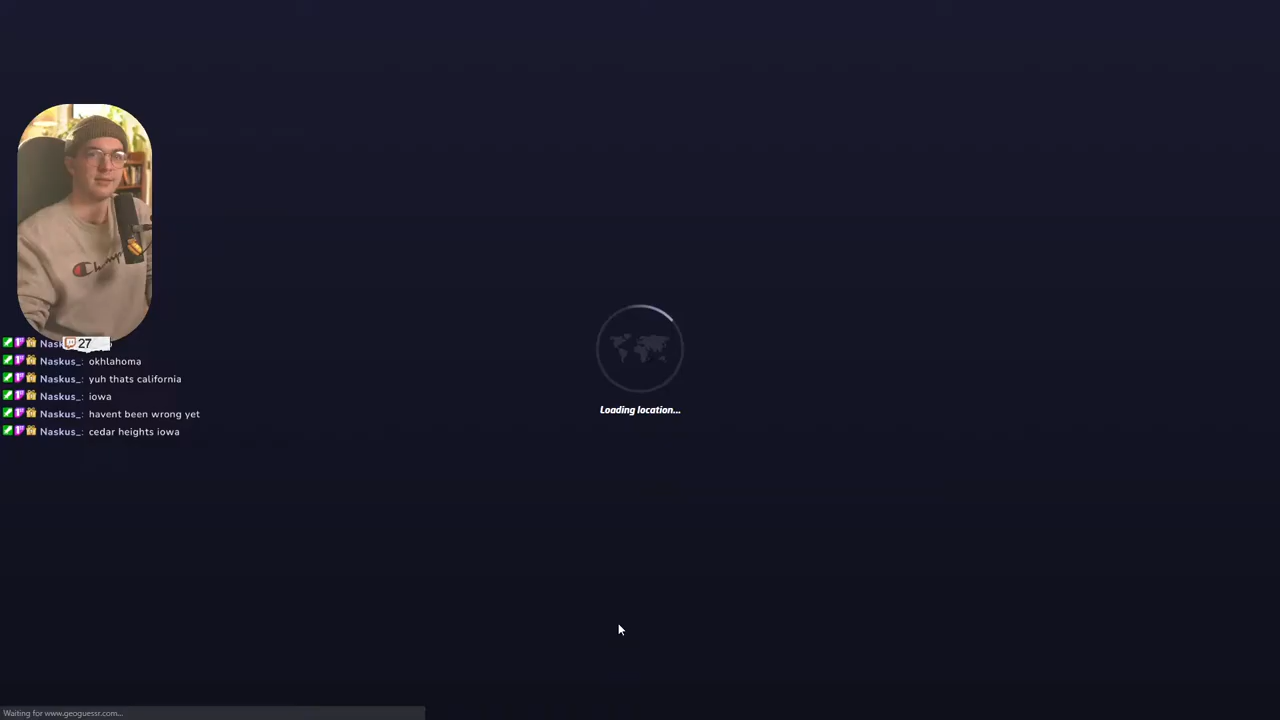 27
Naskus_: okhlahoma
Naskus_: yuh thats california
Naskus_: iowa
Naskus_: havent been wrong yet
Naskus_: cedar heights iowa
Loading location...
Waiting for www.geoguessr.com...